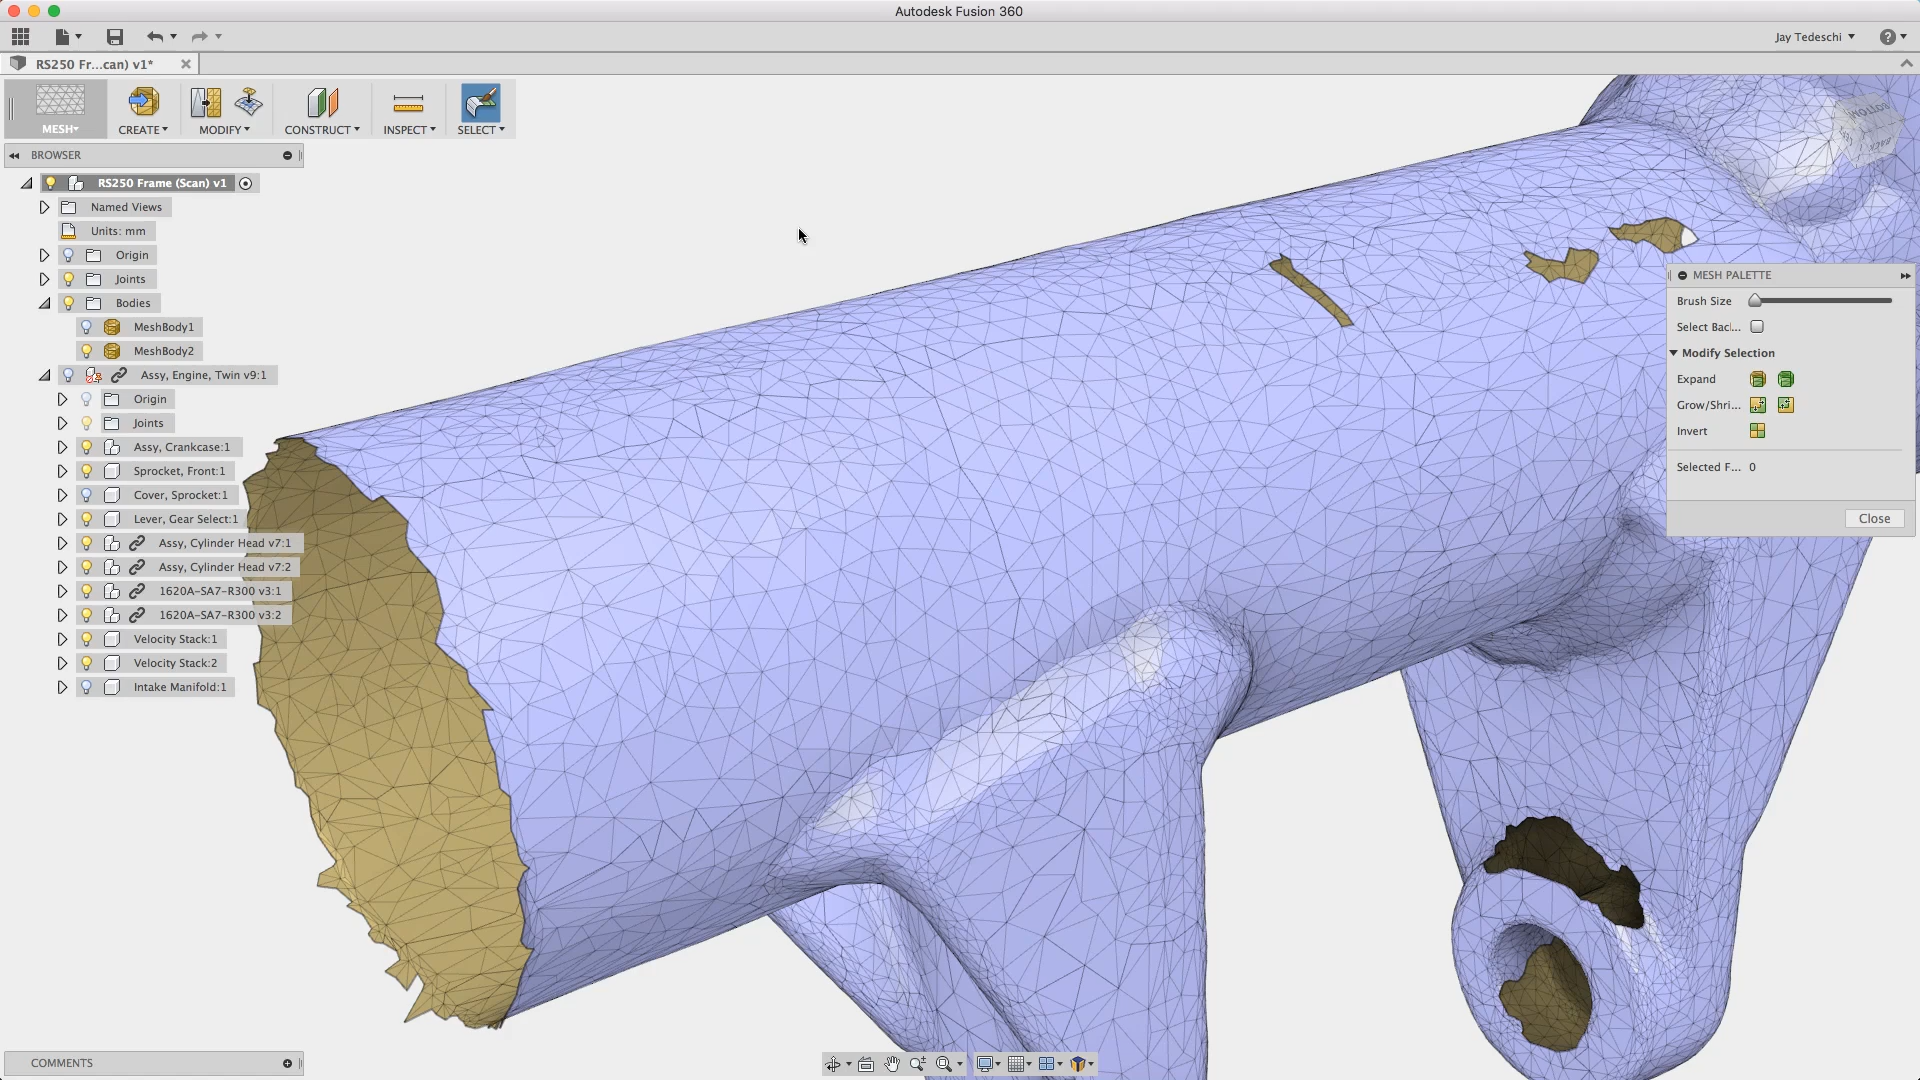 Autodesk Fusion 360
Jay Tedeschi
RS250 Fr...can) v1*
MESH
CREATE
MODIFY
CONSTRUCT
INSPECT
SELECT
BROWSER
RS250 Frame (Scan) v1
Named Views
Units: mm
Origin
Joints
Bodies
MeshBody1
MeshBody2
Assy, Engine, Twin v9:1
Origin
Joints
Assy, Crankcase:1
Sprocket, Front:1
Cover, Sprocket:1
Lever, Gear Select:1
Assy, Cylinder Head v7:1
Assy, Cylinder Head v7:2
1620A-SA7-R300 v3:1
1620A-SA7-R300 v3:2
Velocity Stack:1
Velocity Stack:2
Intake Manifold:1
MESH PALETTE
Brush Size
Select Bac...
Modify Selection
Expand
Grow/Shri...
Invert
Selected F... 0
Close
COMMENTS